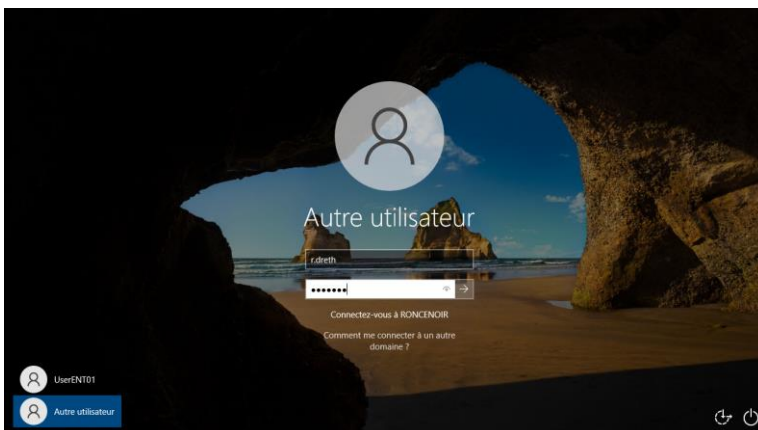 Autre utilisateur
r.dreth
•••••••
Connectez-vous à RONCENOIR
Comment me connecter à un autre
domaine ?
UserENT01
Autre utilisateur